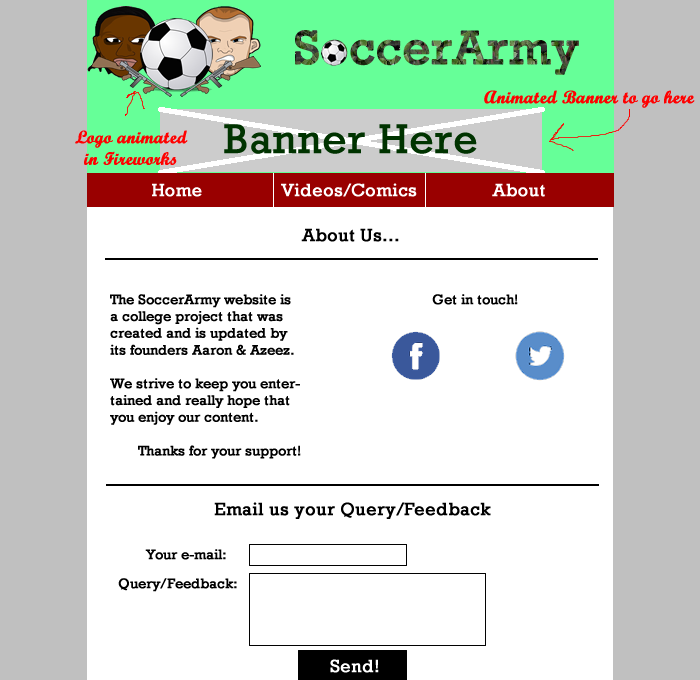 SoccerArmy
Animated Banner to go here
Logo animated
in Fireworks
Banner Here
Home Videos/Comics About
About Us...
The SoccerArmy website is
a college project that was
created and is updated by
its founders Aaron & Azeez.
We strive to keep you enter-
tained and really hope that
you enjoy our content.
Thanks for your support!
Get in touch!
f
Email us your Query/Feedback
Your e-mail:
Query/Feedback:
Send!